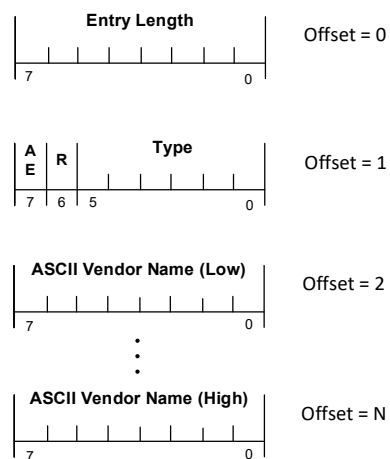 Entry Length
Offset = 0
7 0
A
E
R
Type
Offset = 1
7 6 5 0
ASCII Vendor Name (Low)
Offset = 2
7 0
ASCII Vendor Name (High)
Offset = N
7 0